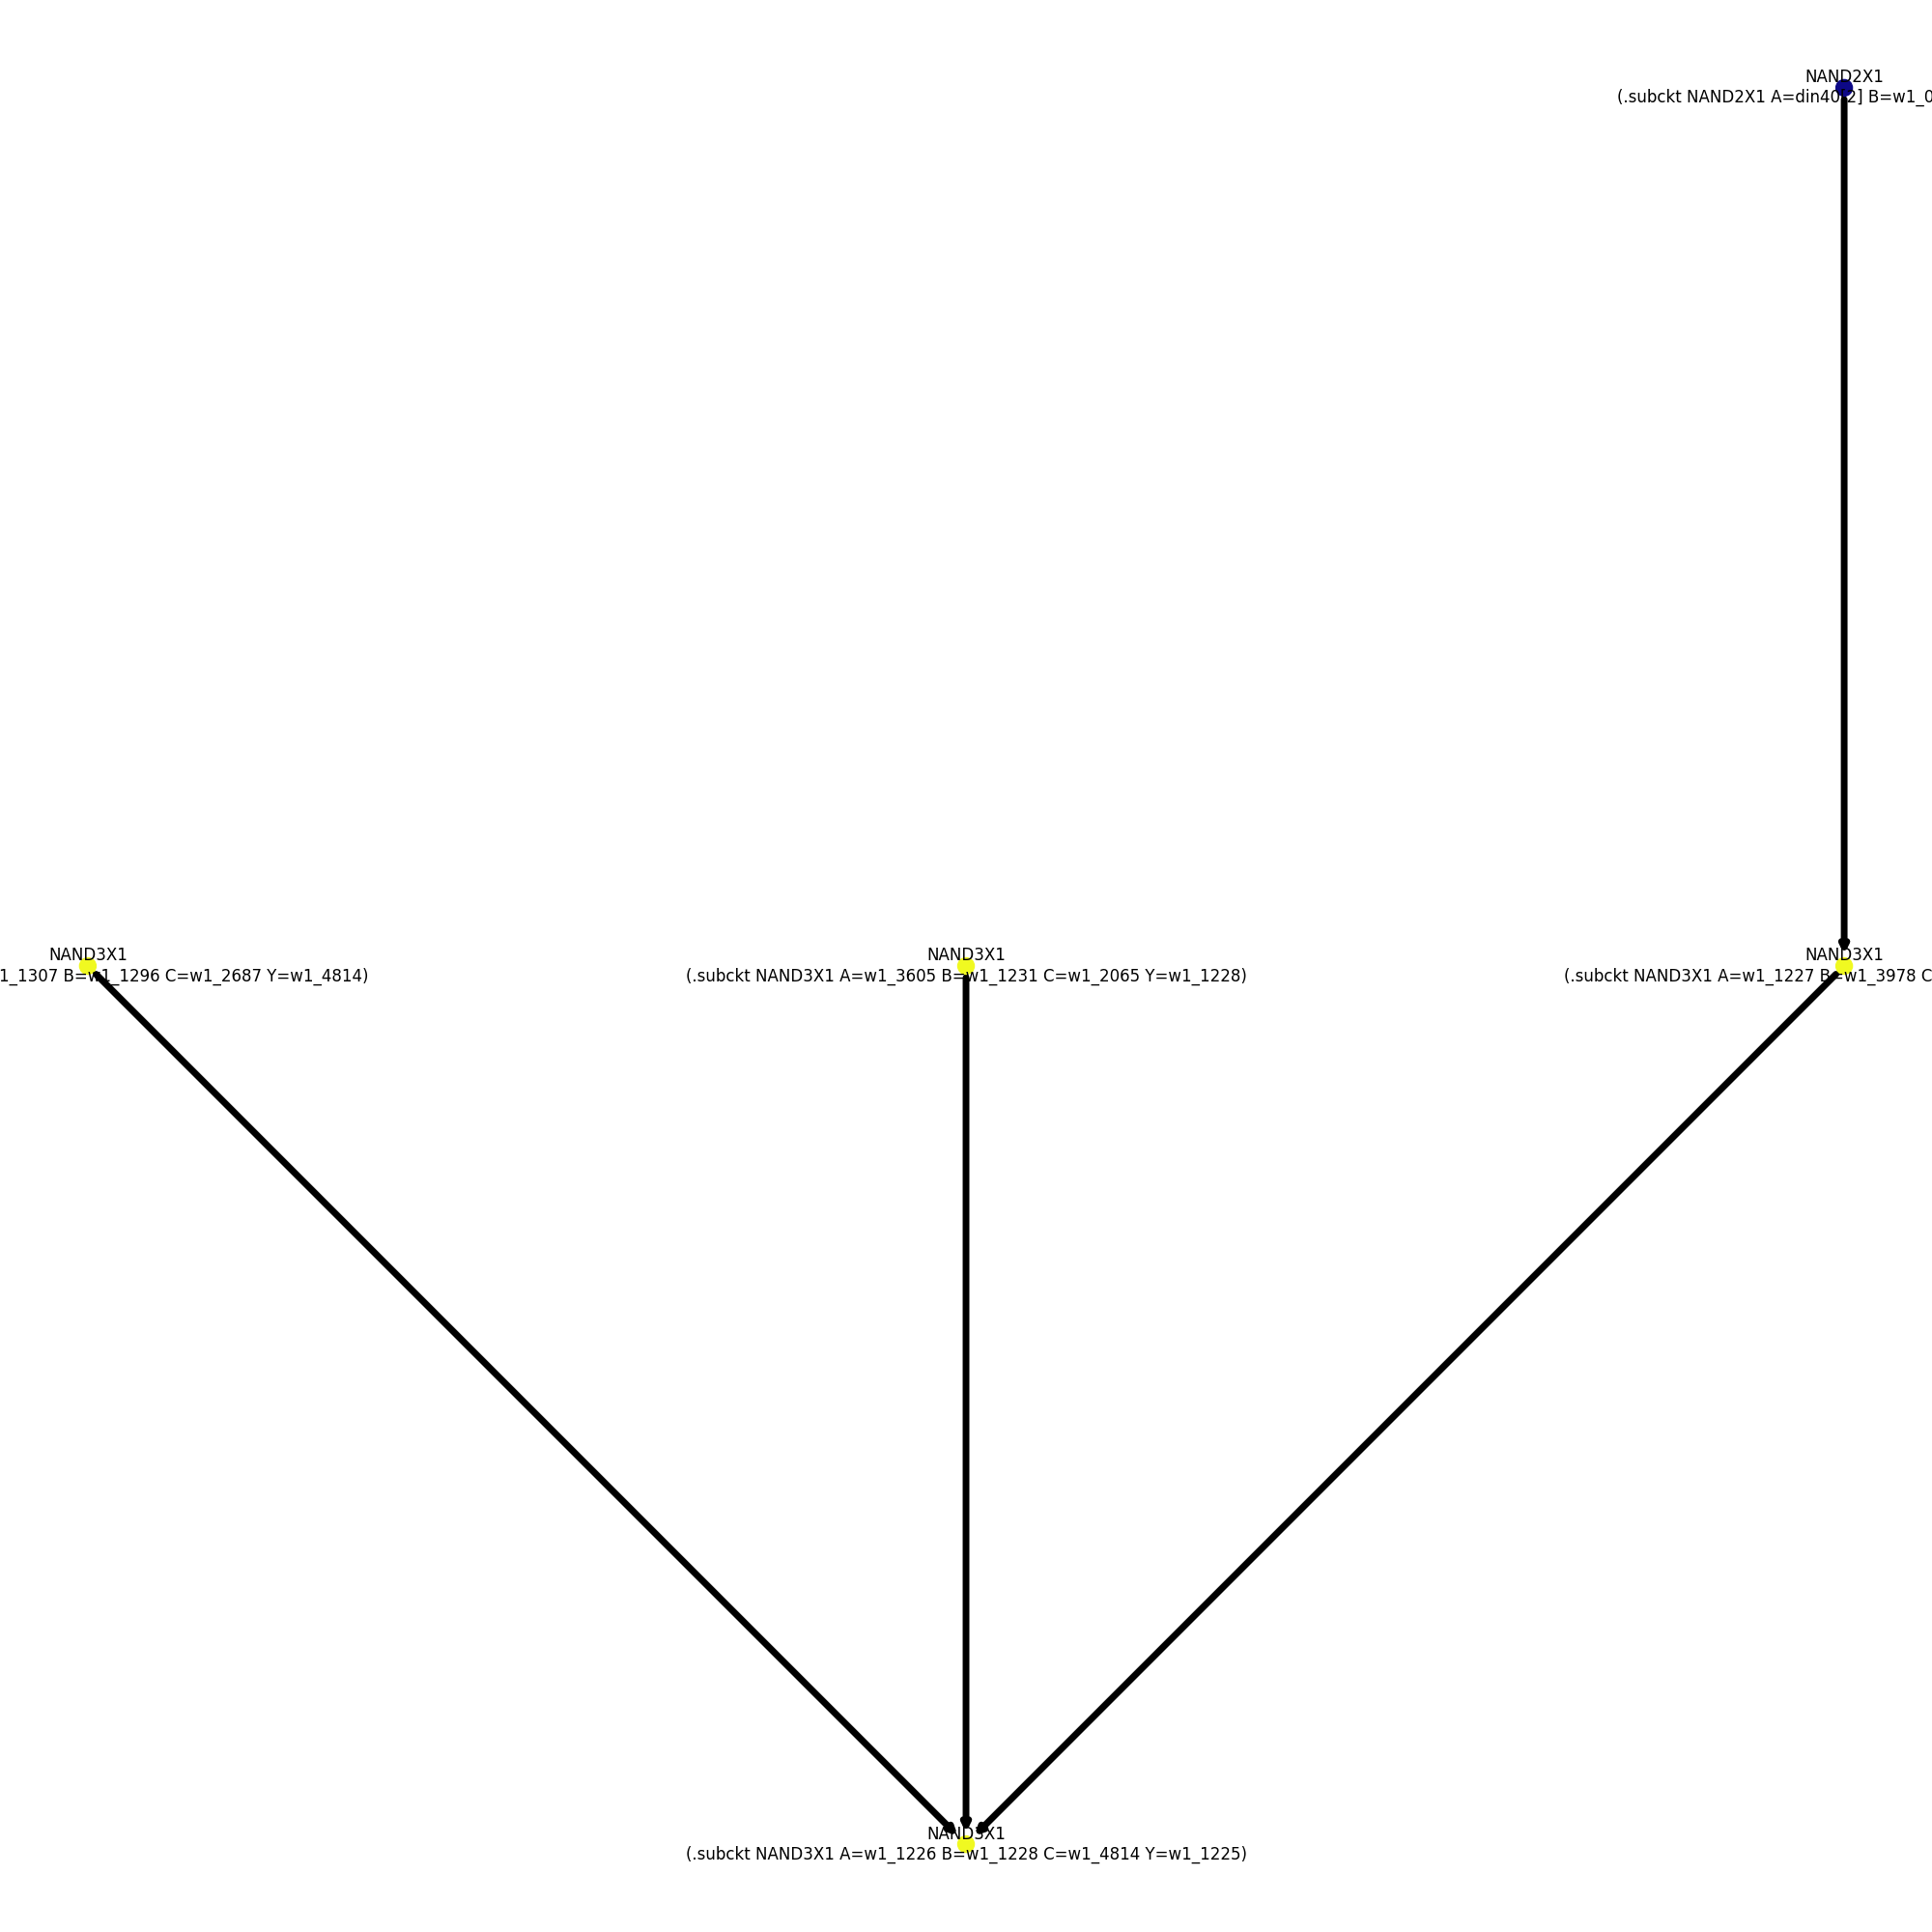 NAND2X1
(.subckt NAND2X1 A=din40[2] B=w1_0
NAND3X1
NAND3X1
NAND3X1
1_1307 B=w1_1296 C=w1_2687 Y=w1_4814)
(.subckt NAND3X1 A=w1_3605 B=w1_1231 C=w1_2065 Y=w1_1228)
(.subckt NAND3X1 A=w1_1227 B=w1_3978 C
NAND3X1
(.subckt NAND3X1 A=w1_1226 B=w1_1228 C=w1_4814 Y=w1_1225)